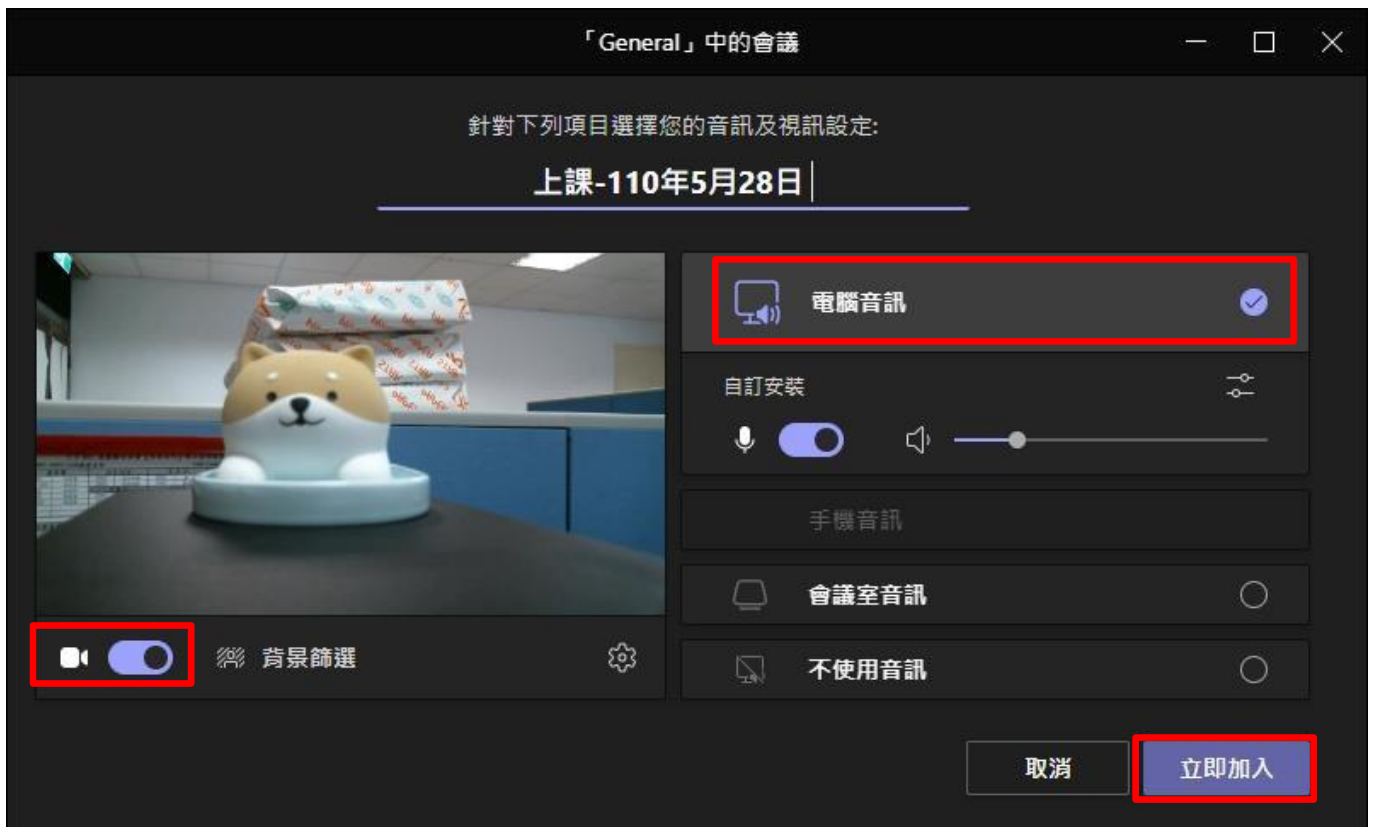 「General」中的會議
針對下列項目選擇您的音訊及視訊設定:
上課-110年5月28日
電腦音訊
自訂安裝
手機音訊
會議室音訊
背景篩選
不使用音訊
取消
立即加入